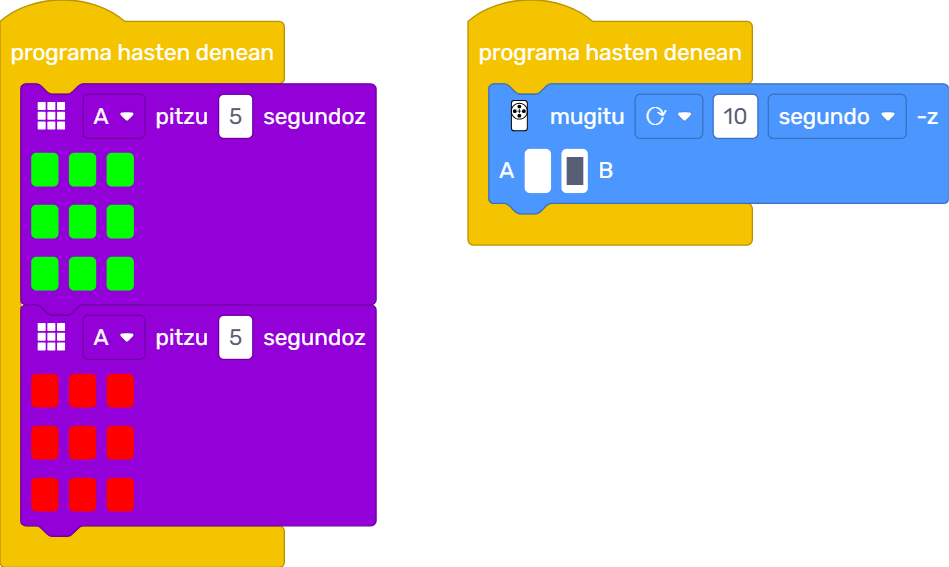 programa hasten denean
A pitzu 5 segundoz
A pitzu 5 segundoz
programa hasten denean
mugitu 10 segundo -z
A B